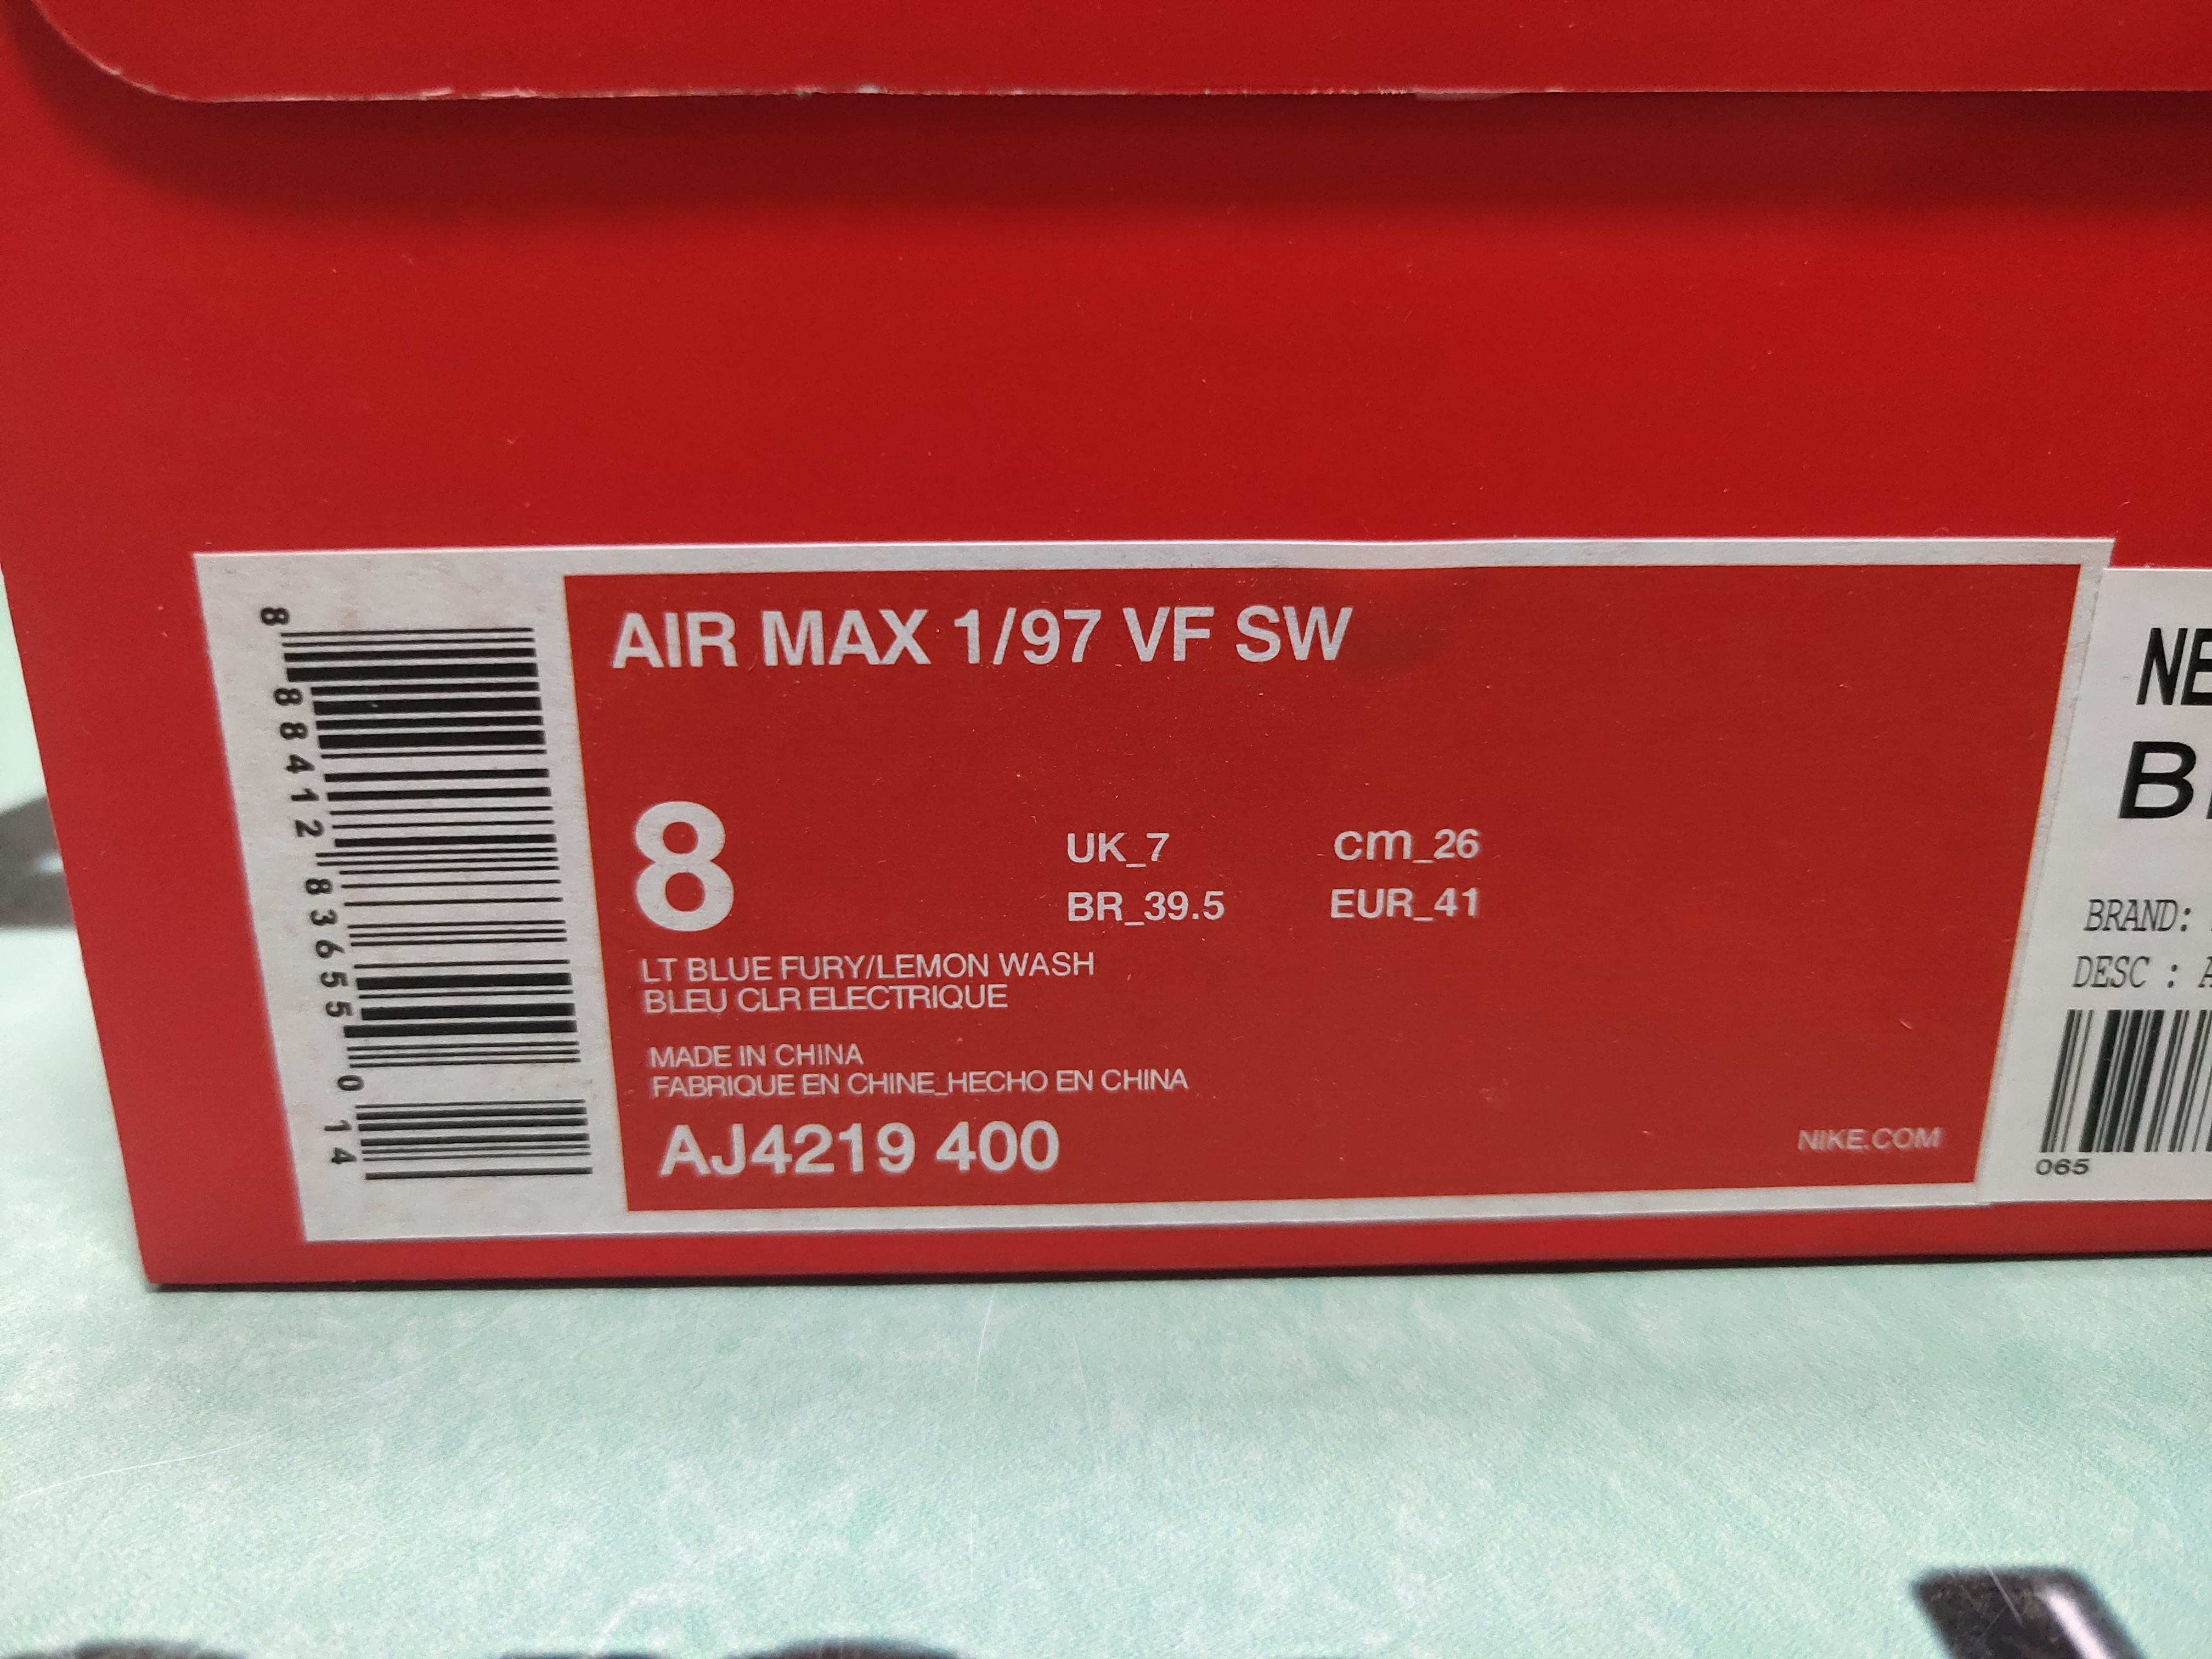 AIR MAX 1/97 VF SW
8
UK_7
cm_26
BR_39.5
EUR_41
LT BLUE FURY/LEMON WASH
BLEU CLR ELECTRIQUE
MADE IN CHINA
FABRIQUE EN CHINE_HECHO EN CHINA
AJ4219 400
NIKE.COM
8 88412 83655 0 14
NE
B
BRAND:
DESC : A
065